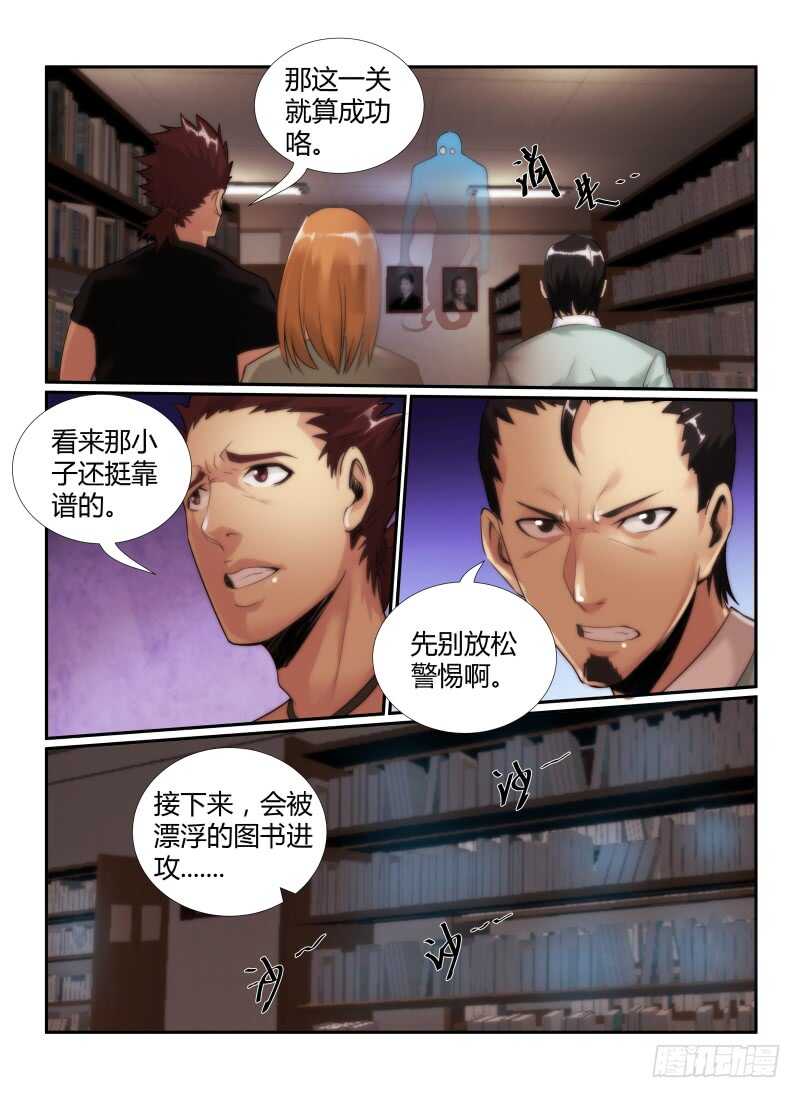 那这一关
就算成功
咯。
消失…
看来那小
子还挺靠
谱的。
先别放松
警惕啊。
接下来，会被
漂浮的图书进
攻.......
沙～
沙～
沙～
腾讯动漫